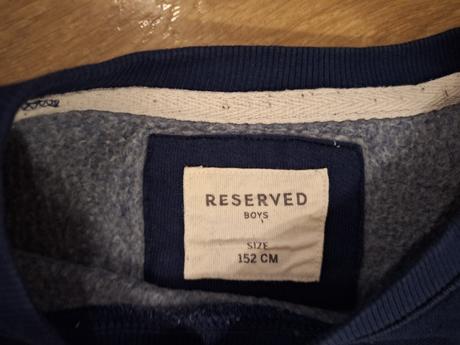 RESERVED
BOYS
SIZE
152 CM